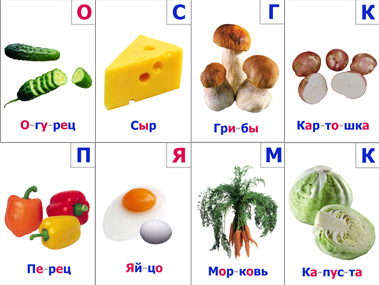 О
О-гу-рец
С
Сыр
Г
Гри-бы
К
Кар-то-шка
П
Пе-рец
Я
Яй-цо
М
Мор-ковь
К
Ка-пус-та